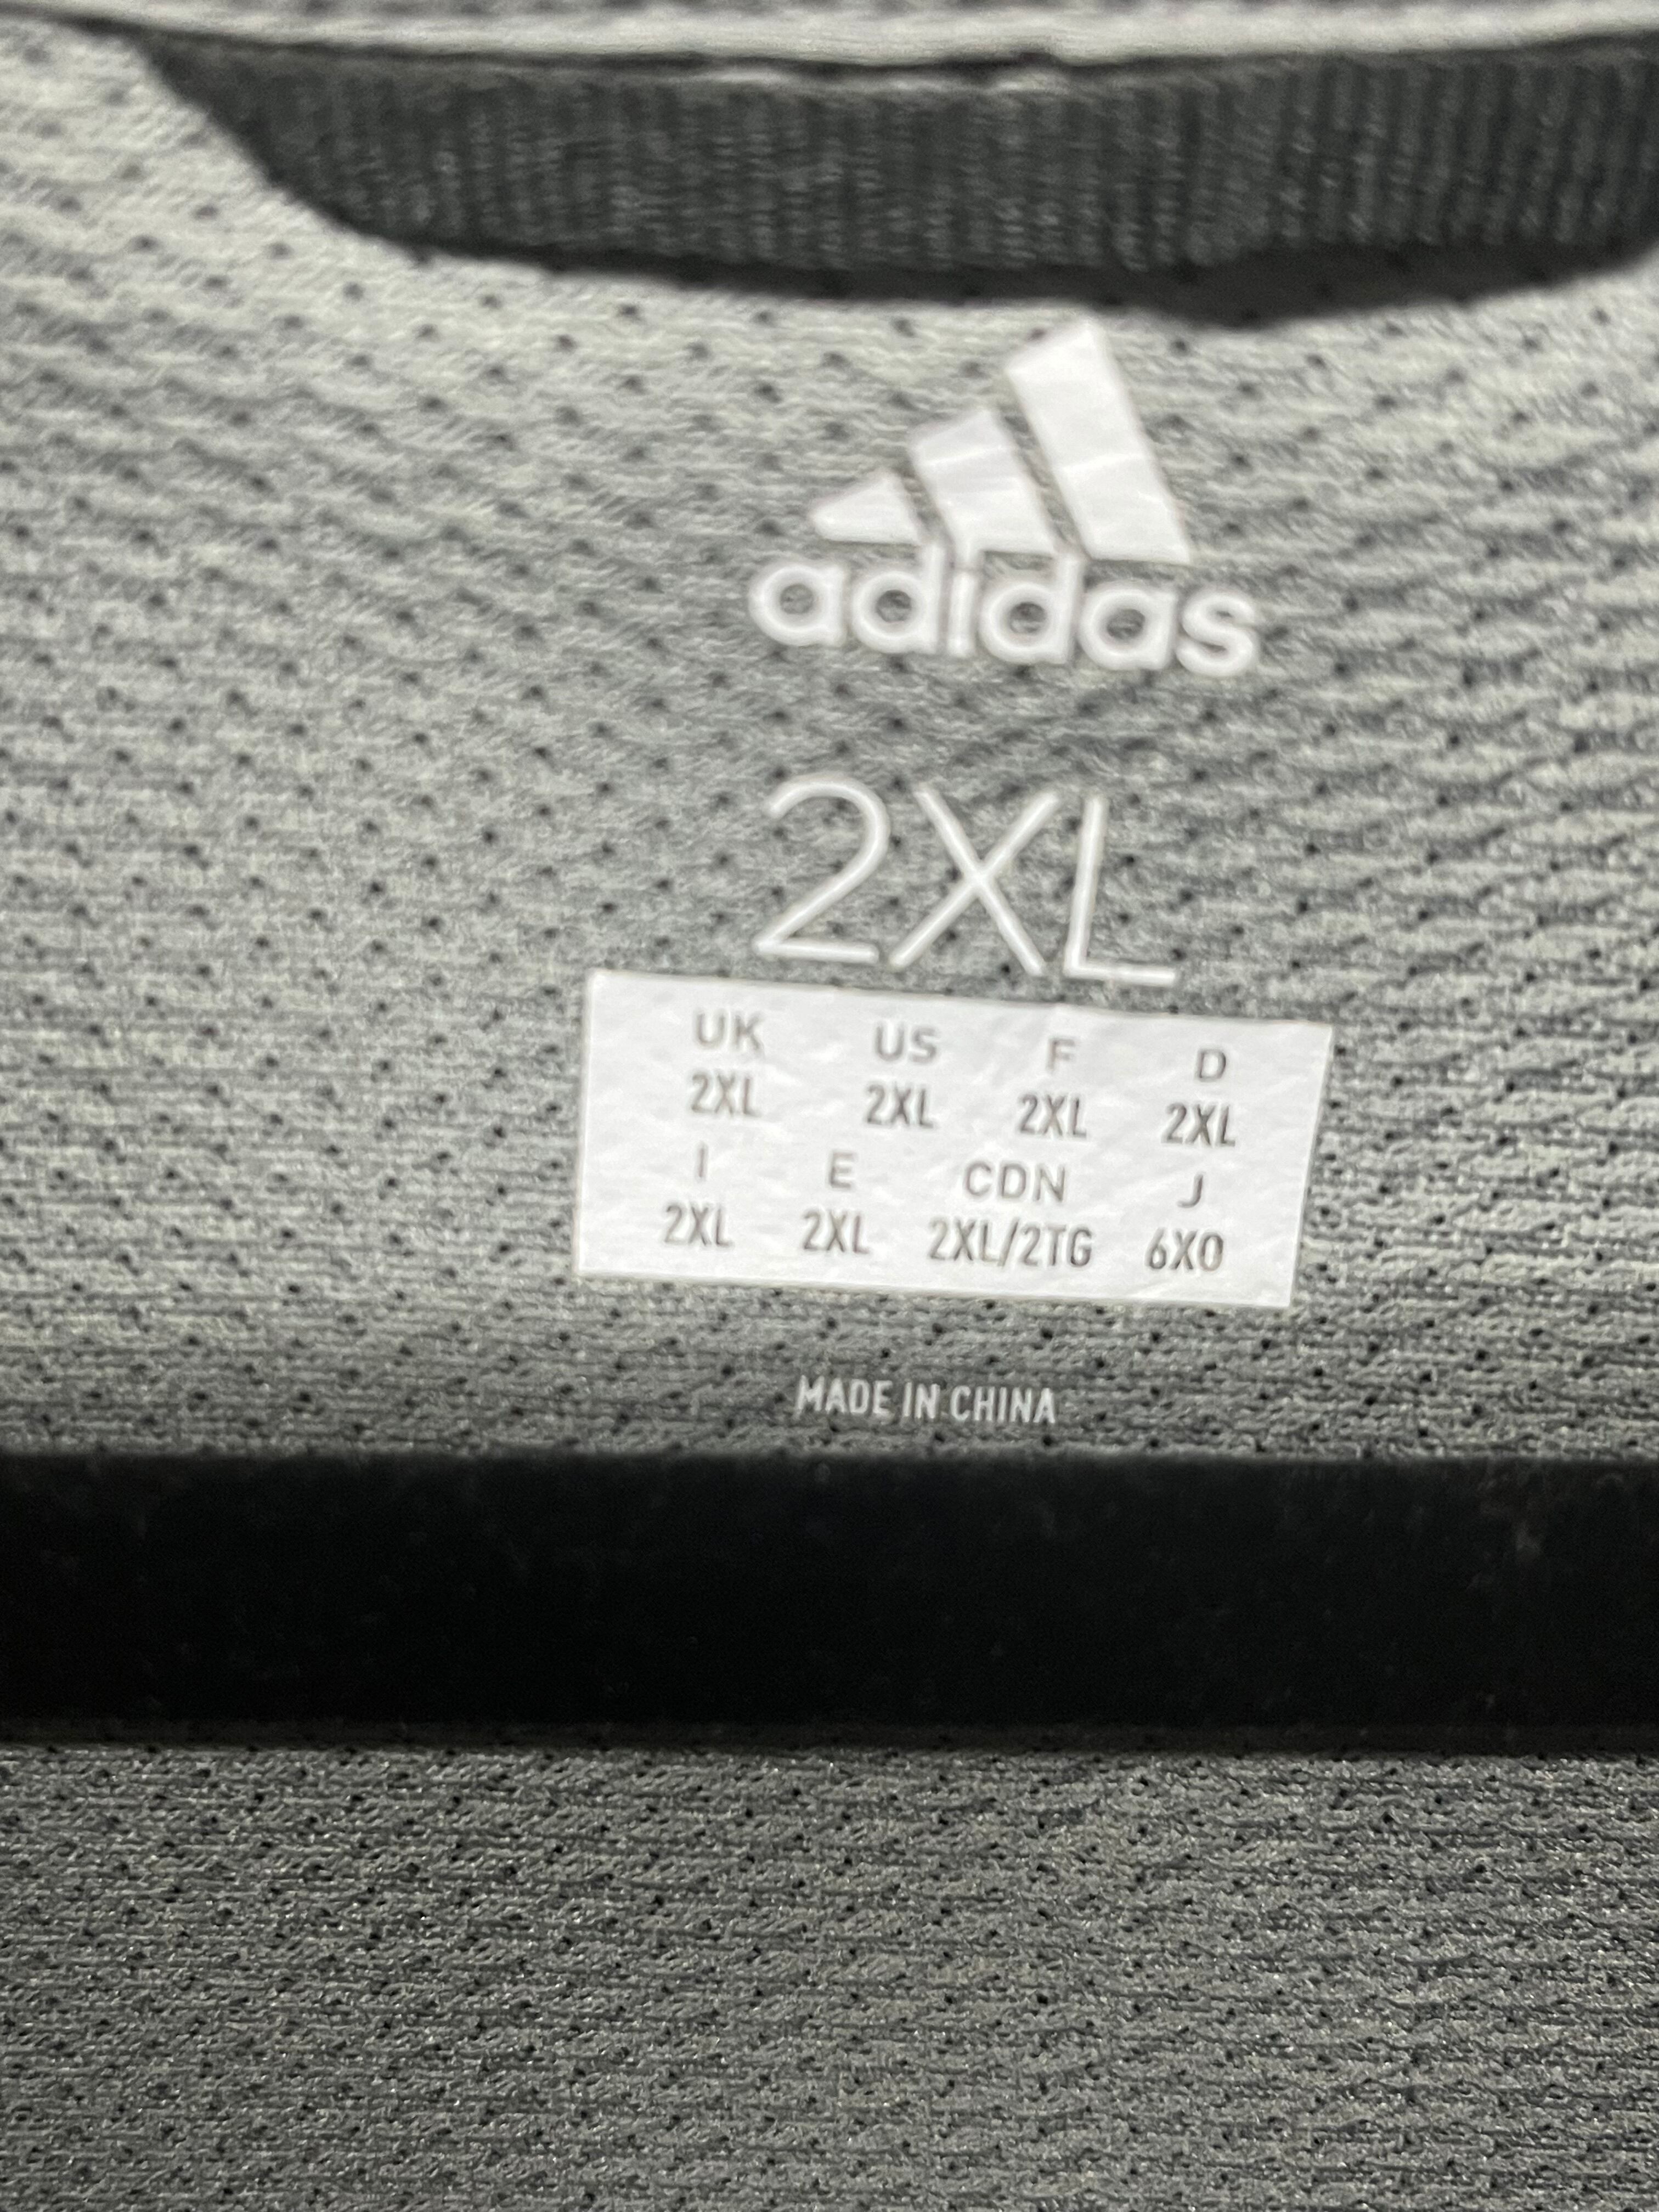 adidas
2XL
UK US F D
2XL 2XL 2XL 2XL
I E CDN J
2XL 2XL 2XL/2TG 6XO
MADE IN CHINA